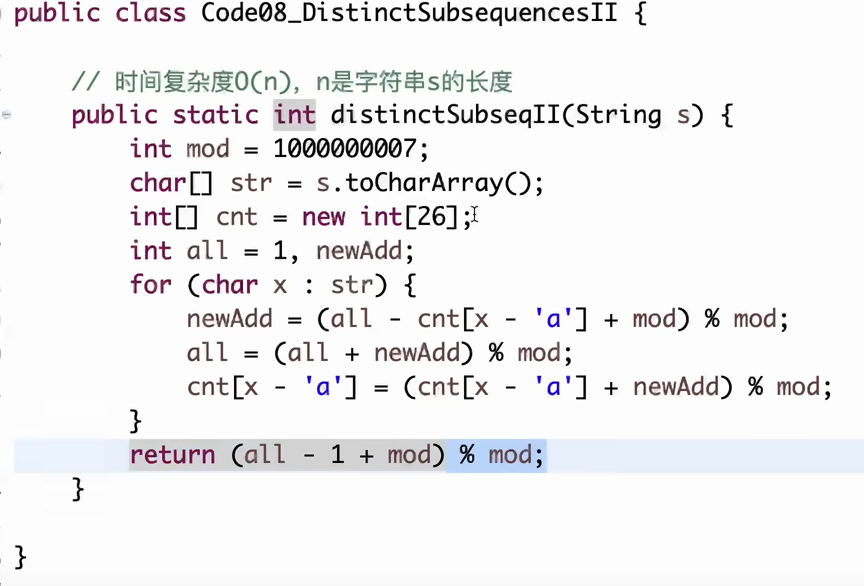 public class Code08_DistinctSubsequencesII {
// 时间复杂度O(n)，n是字符串s的长度
public static int distinctSubseqII(String s) {
int mod = 1000000007;
char[] str = s.toCharArray();
int[] cnt = new int[26];
int all = 1, newAdd;
for (char x : str) {
newAdd = (all - cnt[x - 'a'] + mod) % mod;
all = (all + newAdd) % mod;
cnt[x - 'a'] = (cnt[x - 'a'] + newAdd) % mod;
}
return (all - 1 + mod) % mod;
}
}